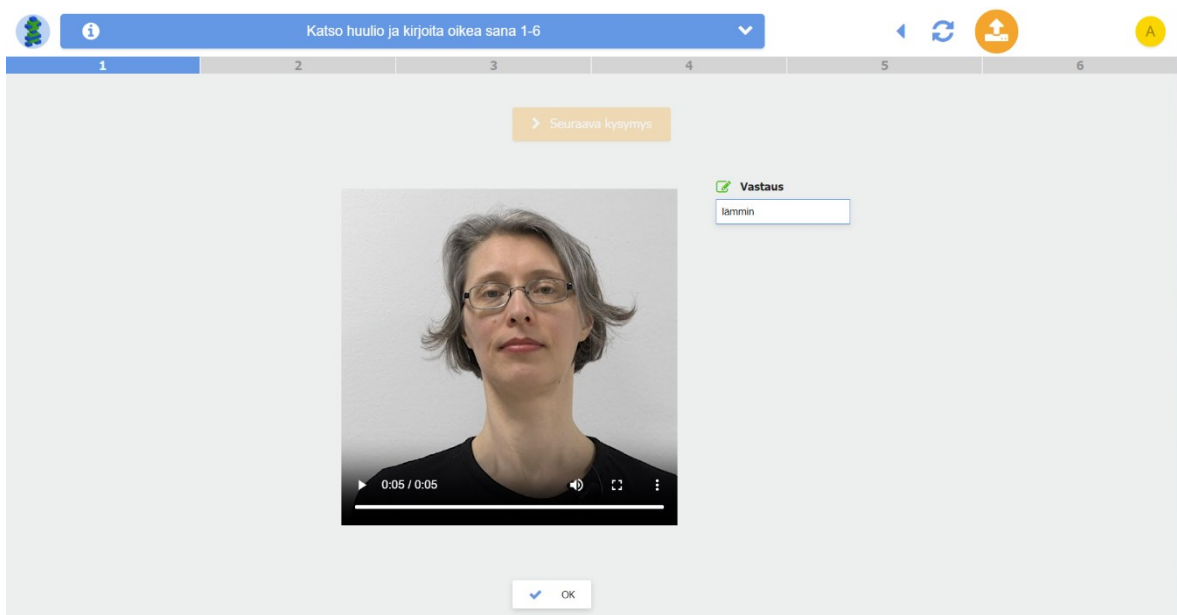 Katso huulio ja kirjoita oikea sana 1-6
A
1 2 3 4 5 6
Seuraava kysymys
Vastaus
lämmin
0:05 / 0:05
OK